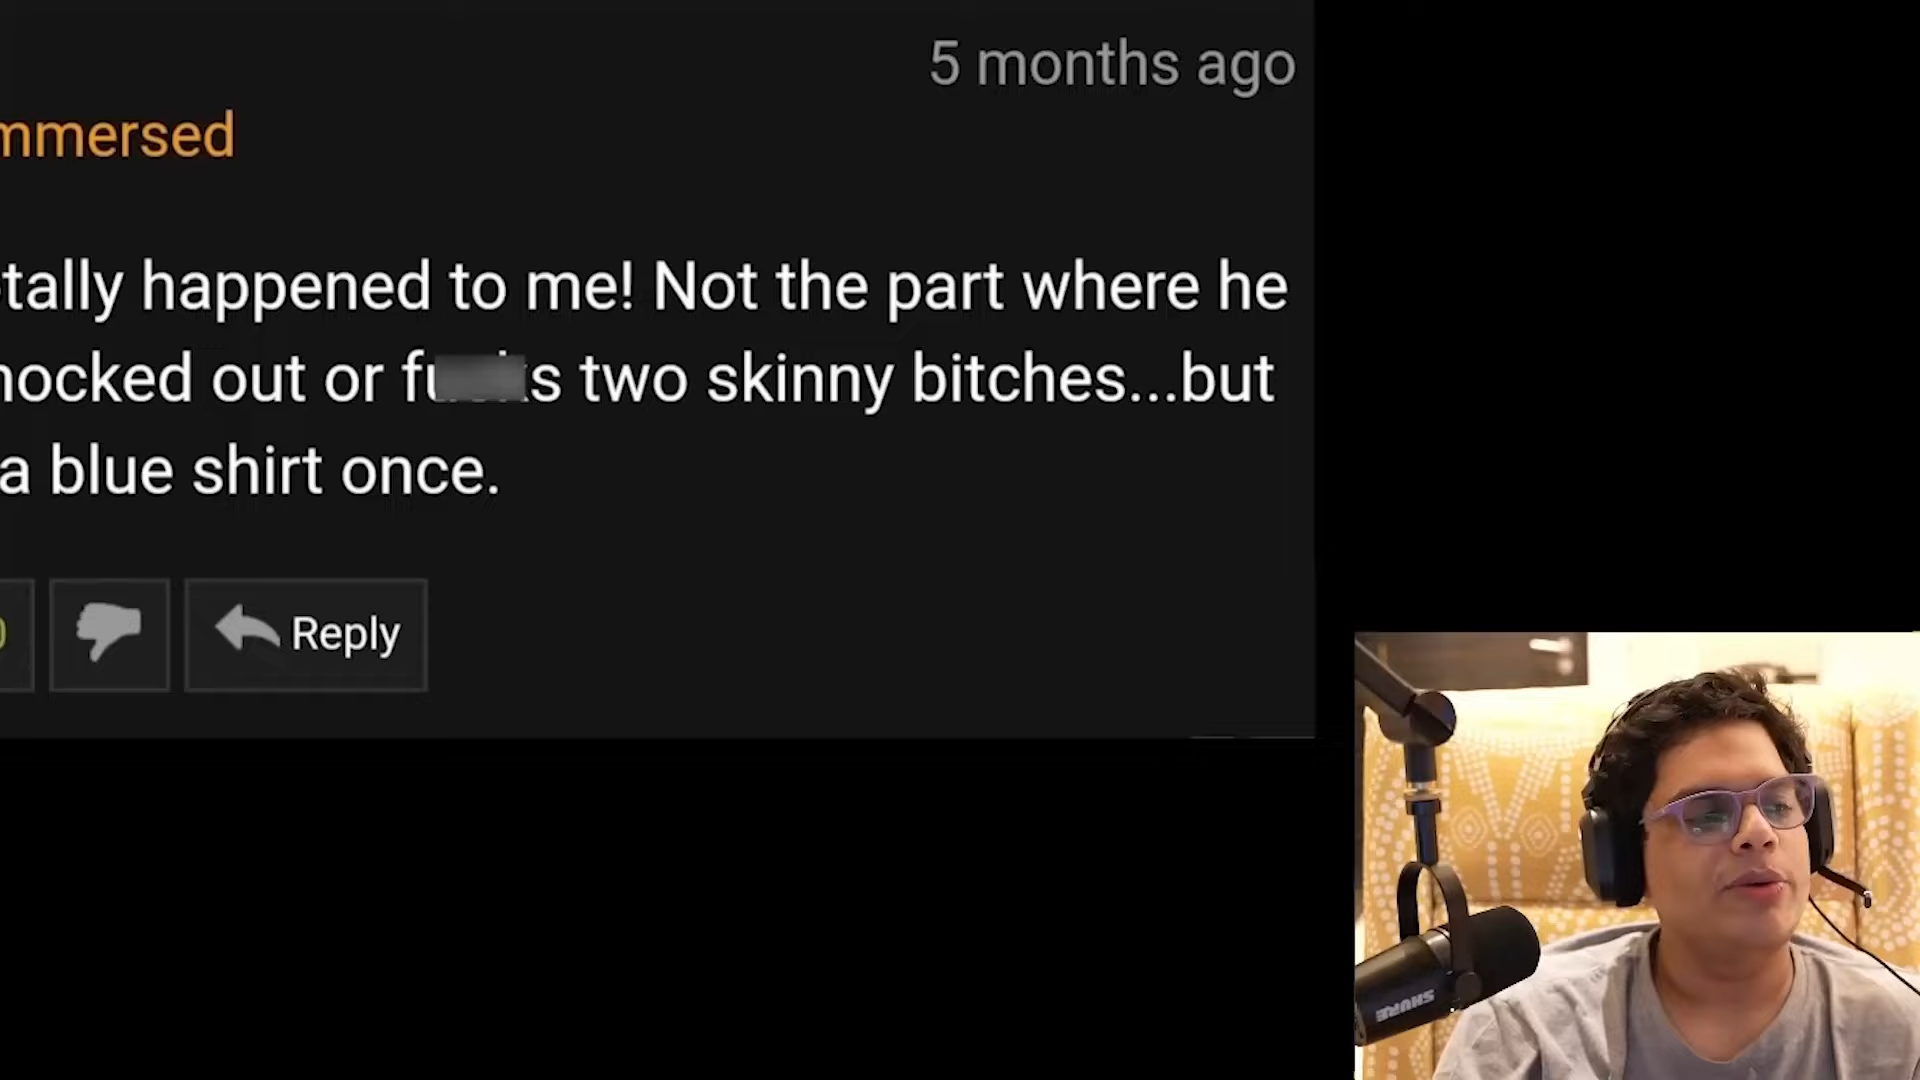 5 months ago
mmersed
tally happened to me! Not the part where he
nocked out or fu s two skinny bitches...but
a blue shirt once.
Reply
SHURE